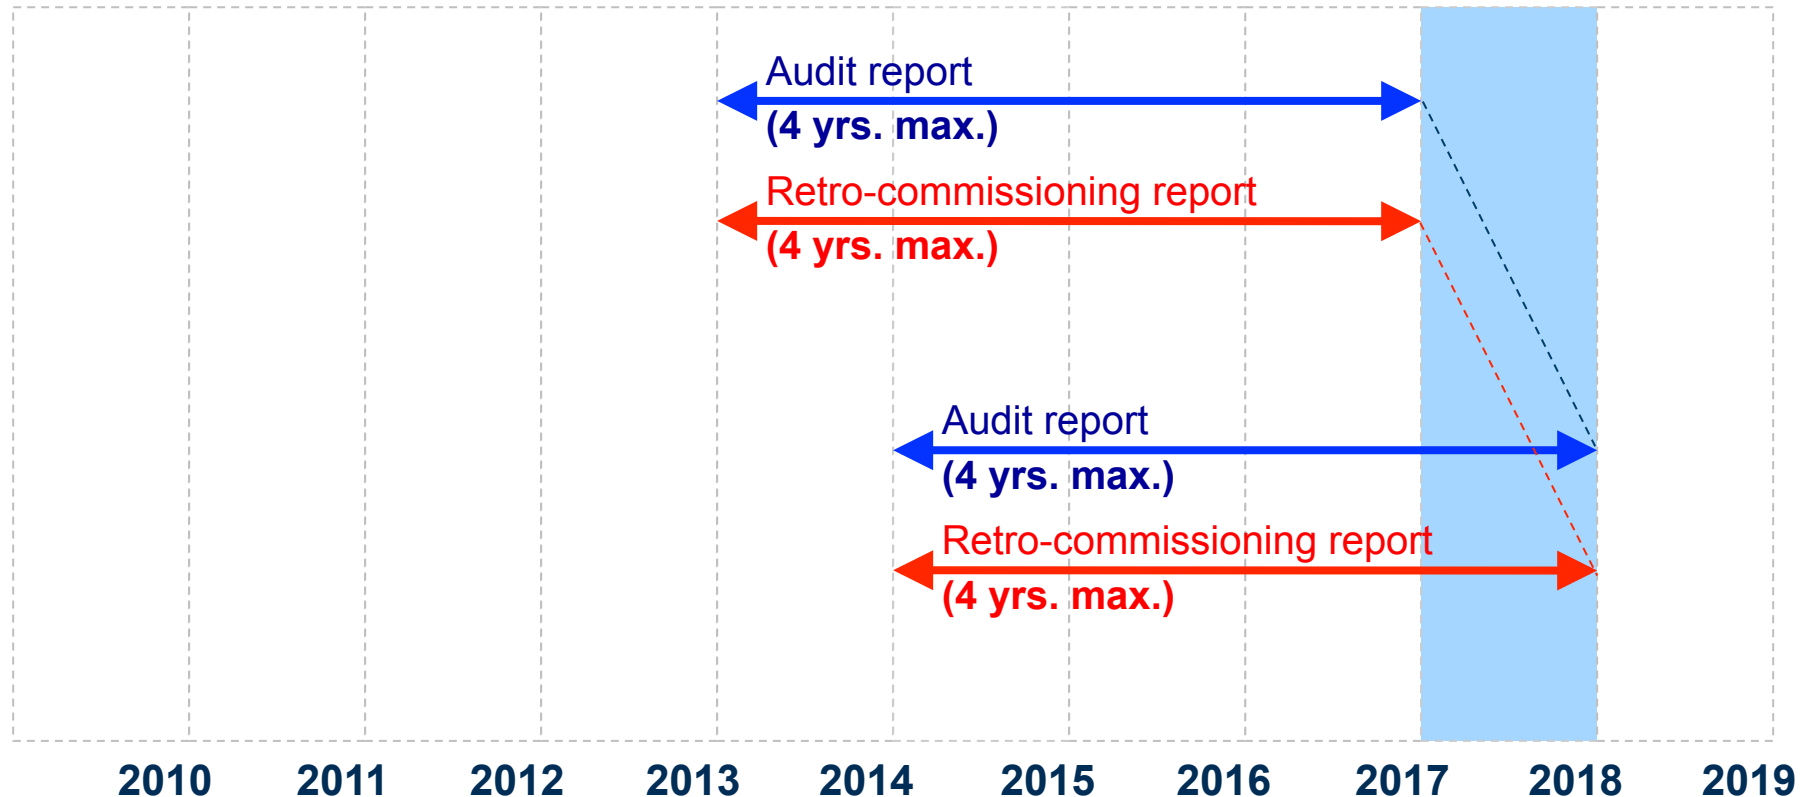 Audit report
(4 yrs. max.)
Retro-commissioning report
(4 yrs. max.)
Audit report
(4 yrs. max.)
Retro-commissioning report
(4 yrs. max.)
2010 2011 2012 2013 2014 2015 2016 2017 2018 2019